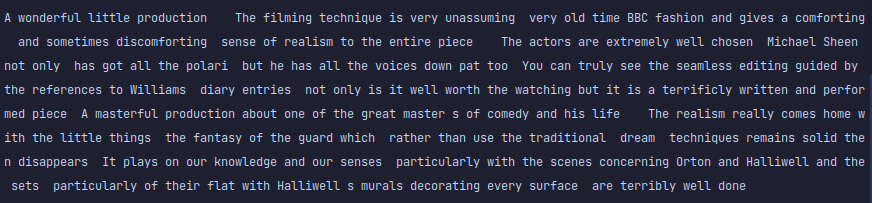 A wonderful little production    The filming technique is very unassuming  very old time BBC fashion and gives a comforting
  and sometimes discomforting  sense of realism to the entire piece    The actors are extremely well chosen  Michael Sheen
not only  has got all the polari  but he has all the voices down pat too  You can truly see the seamless editing guided by
the references to Williams  diary entries  not only is it well worth the watching but it is a terrificly written and perfor
med piece  A masterful production about one of the great master s of comedy and his life    The realism really comes home w
ith the little things  the fantasy of the guard which  rather than use the traditional  dream  techniques remains solid the
n disappears  It plays on our knowledge and our senses  particularly with the scenes concerning Orton and Halliwell and the
 sets  particularly of their flat with Halliwell s murals decorating every surface  are terribly well done